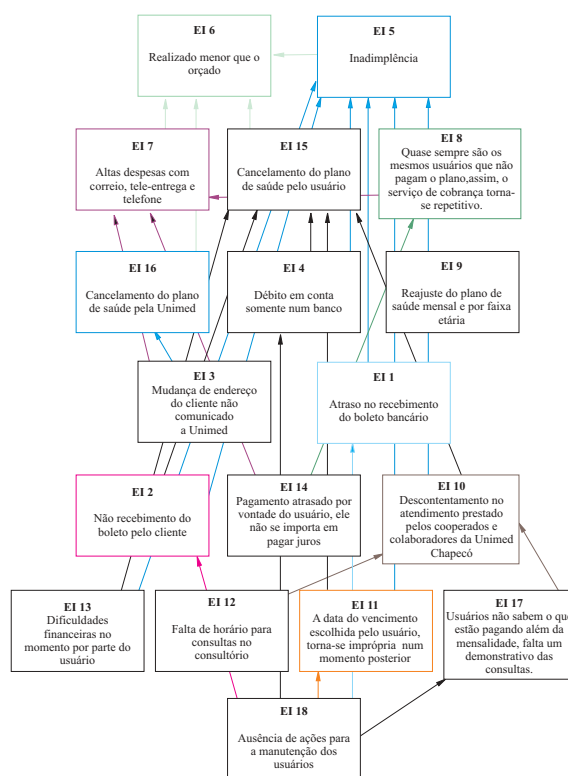 EI 6
Realizado menor que o
orçado
EI 5
Inadimplência
EI 7
Altas despesas com
correio, tele-entrega e
telefone
EI 15
Cancelamento do plano
de saúde pelo usuário
EI 8
Quase sempre são os
mesmos usuários que não
pagam o plano,assim, o
serviço de cobrança torna-
se repetitivo.
EI 16
Cancelamento do plano
de saúde pela Unimed
EI 4
Débito em conta
somente num banco
EI 9
Reajuste do plano de
saúde mensal e por faixa
etária
EI 3
Mudança de endereço
do cliente não
comunicado
a Unimed
EI 1
Atraso no recebimento
do boleto bancário
EI 2
Não recebimento do
boleto pelo cliente
EI 14
Pagamento atrasado por
vontade do usuário, ele
não se importa em
pagar juros
EI 10
Descontentamento no
atendimento prestado
pelos cooperados e
colaboradores da Unimed
Chapecó
EI 13
Dificuldades
financeiras no
momento por parte do
usuário
EI 12
Falta de horário para
consultas no
consultório
EI 11
A data do vencimento
escolhida pelo usuário,
torna-se imprópria num
momento posterior
EI 17
Usuários não sabem o que
estão pagando além da
mensalidade, falta um
demonstrativo das
consultas.
EI 18
Ausência de ações para
a manutenção dos
usuários